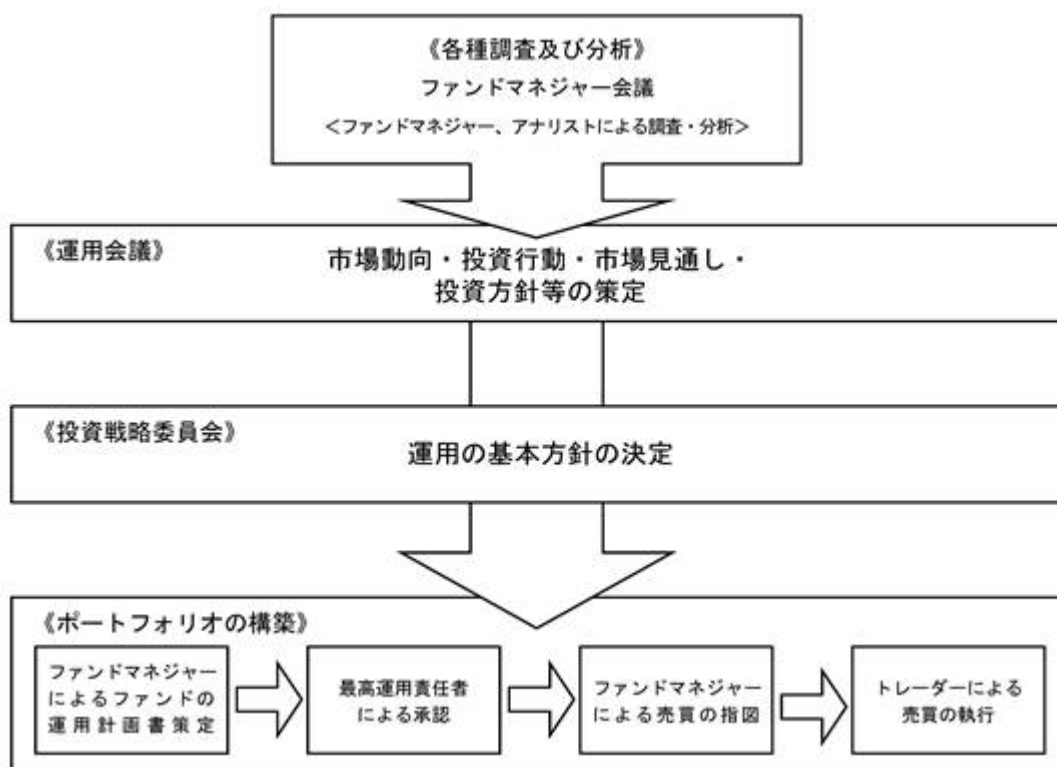 《各種調査及び分析》
ファンドマネジャー会議
＜ファンドマネジャー、アナリストによる調査・分析＞
《運用会議》
市場動向・投資行動・市場見通し・
投資方針等の策定
《投資戦略委員会》
運用の基本方針の決定
《ポートフォリオの構築》
ファンドマネジャー
によるファンドの
運用計画書策定
最高運用責任者
による承認
ファンドマネジャー
による売買の指図
トレーダーによる
売買の執行